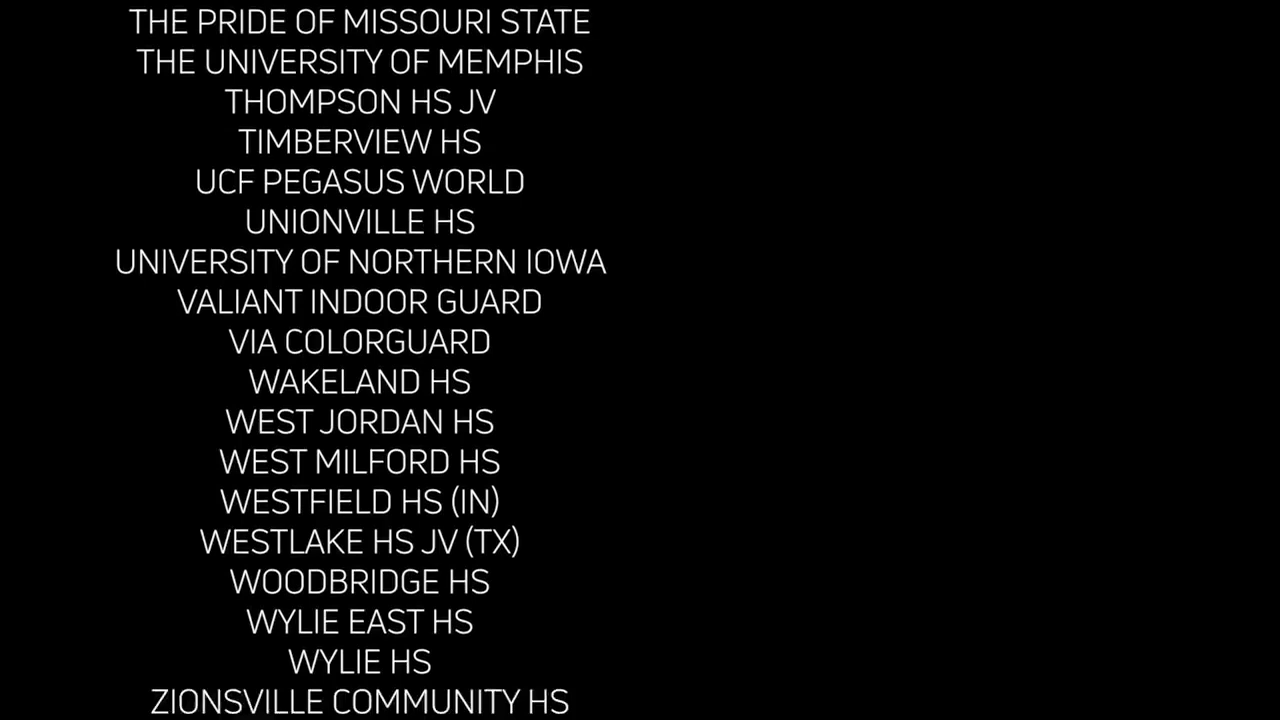 THE PRIDE OF MISSOURI STATE
THE UNIVERSITY OF MEMPHIS
THOMPSON HS JV
TIMBERVIEW HS
UCF PEGASUS WORLD
UNIONVILLE HS
UNIVERSITY OF NORTHERN IOWA
VALIANT INDOOR GUARD
VIA COLORGUARD
WAKELAND HS
WEST JORDAN HS
WEST MILFORD HS
WESTFIELD HS (IN)
WESTLAKE HS JV (TX)
WOODBRIDGE HS
WYLIE EAST HS
WYLIE HS
ZIONSVILLE COMMUNITY HS